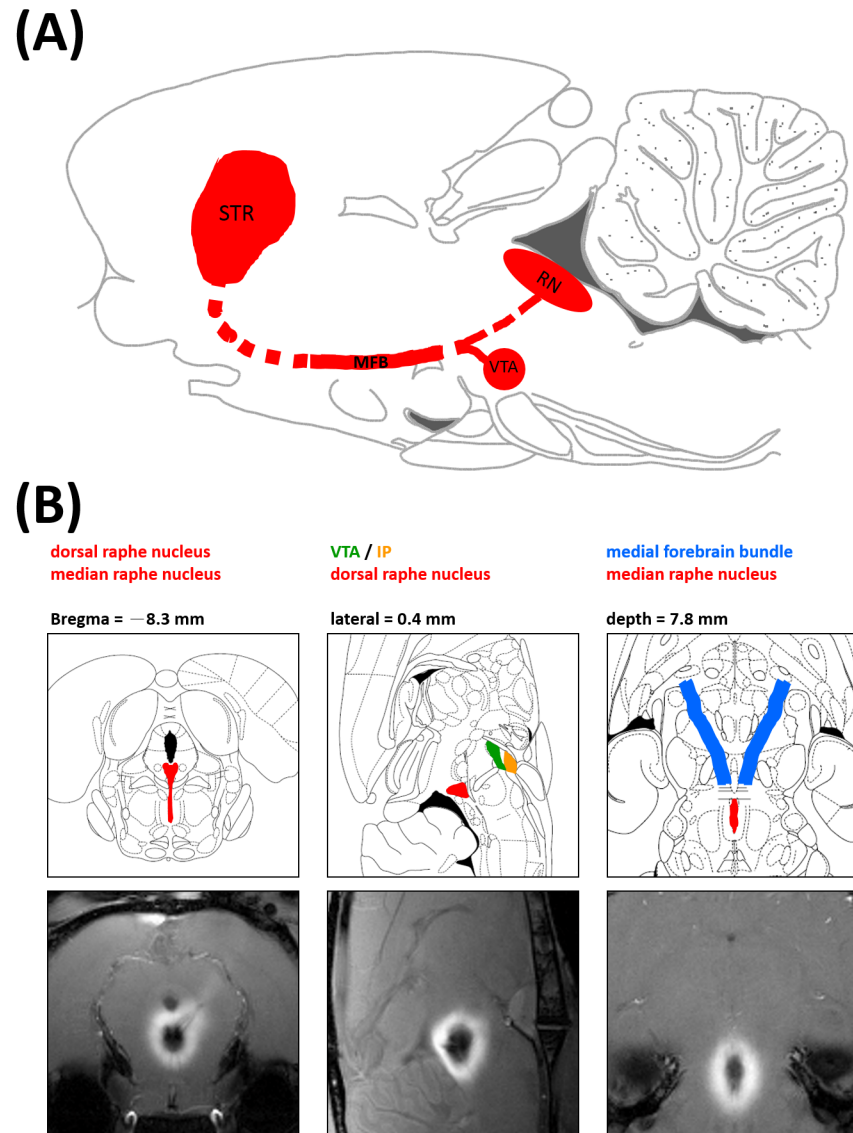 (A)
STR
RN
MFB
VTA
(B)
dorsal raphe nucleus
median raphe nucleus
Bregma = −8.3 mm
VTA / IP
dorsal raphe nucleus
lateral = 0.4 mm
medial forebrain bundle
median raphe nucleus
depth = 7.8 mm